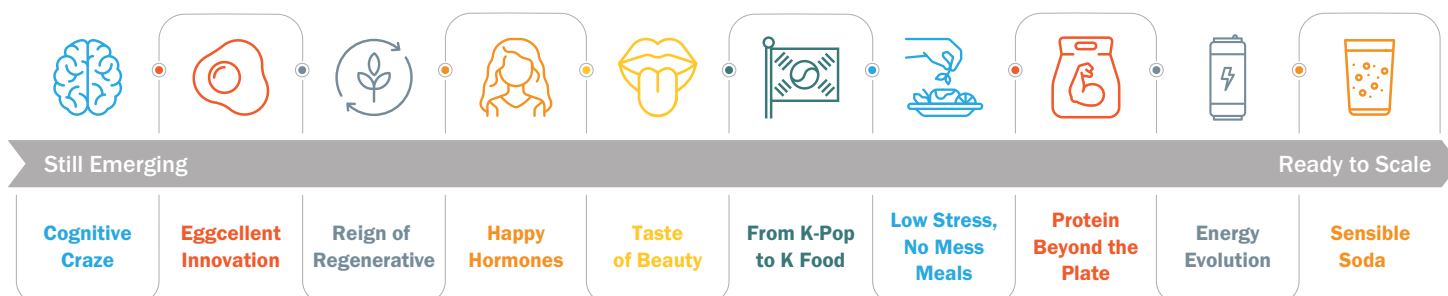 Still Emerging
Ready to Scale
Cognitive
Craze
Eggcellent
Innovation
Reign of
Regenerative
Happy
Hormones
Taste
of Beauty
From K-Pop
to K Food
Low Stress,
No Mess
Meals
Protein
Beyond the
Plate
Energy
Evolution
Sensible
Soda